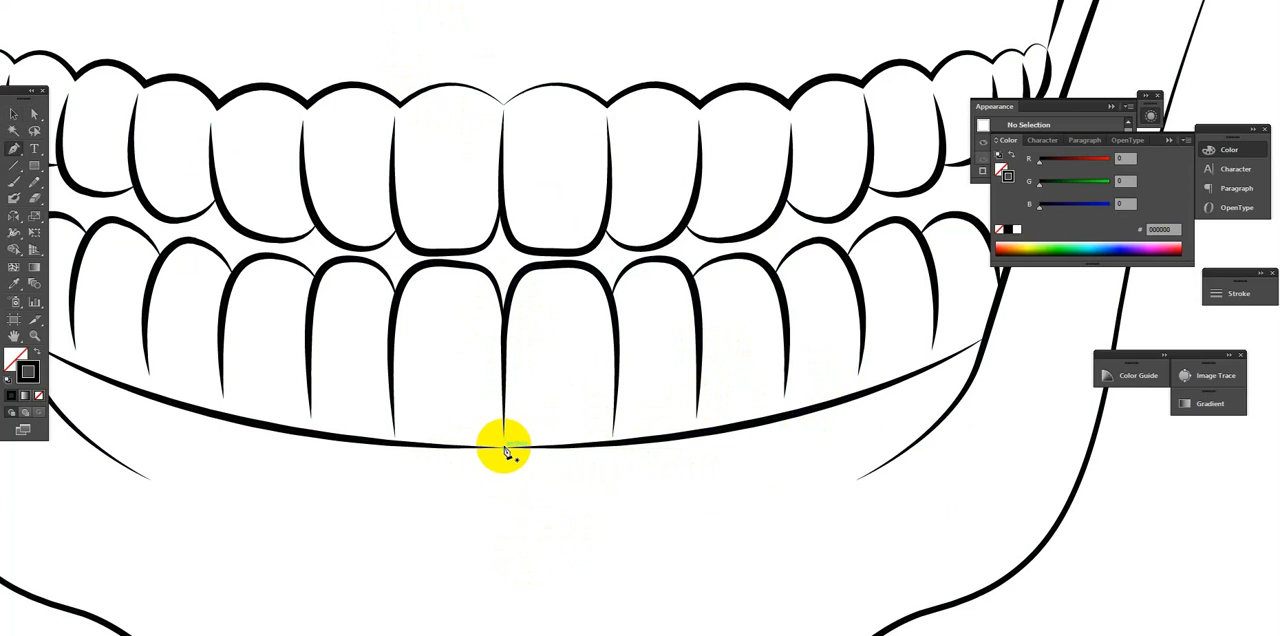 Appearance
No Selection
Color
Character
Paragraph
OpenType
R
0
G
0
B
0
# 000000
Color
Character
Paragraph
OpenType
Stroke
Color Guide
Image Trace
Gradient
T